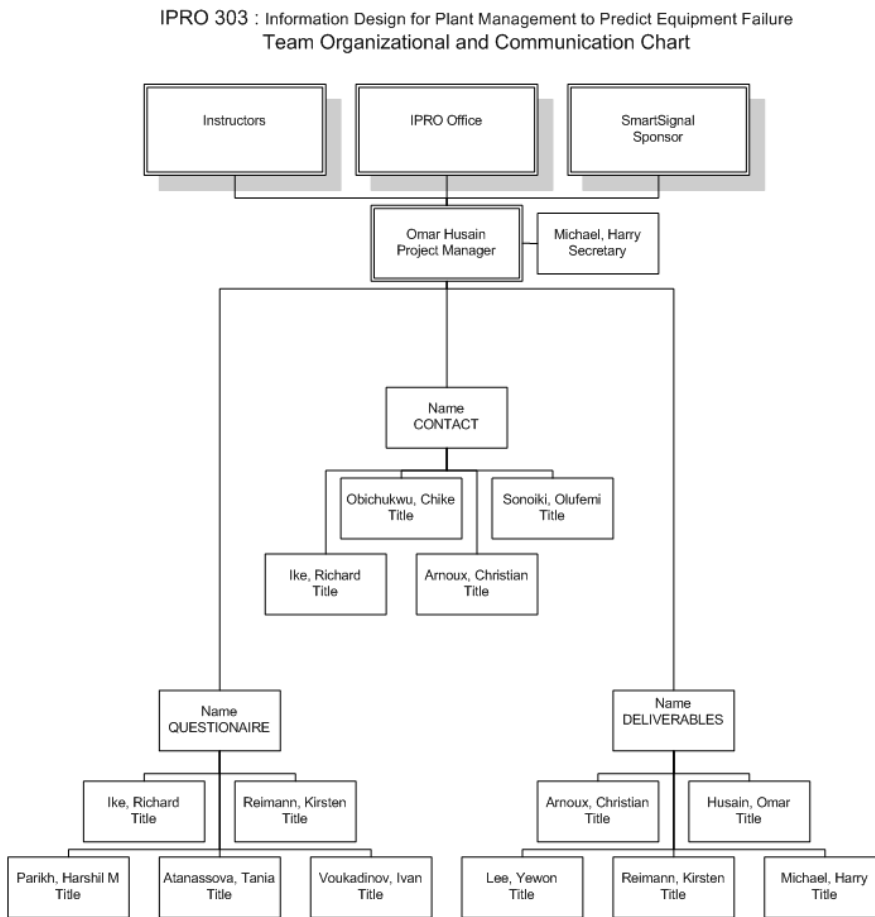 IPRO 303 : Information Design for Plant Management to Predict Equipment Failure
Team Organizational and Communication Chart
Instructors
IPRO Office
SmartSignal
Sponsor
Omar Husain
Project Manager
Michael, Harry
Secretary
Name
CONTACT
Obichukwu, Chike
Title
Sonoiki, Olufemi
Title
Ike, Richard
Title
Arnoux, Christian
Title
Name
QUESTIONAIRE
Name
DELIVERABLES
Ike, Richard
Title
Reimann, Kirsten
Title
Arnoux, Christian
Title
Husain, Omar
Title
Parikh, Harshil M
Title
Atanassova, Tania
Title
Voukadinov, Ivan
Title
Lee, Yewon
Title
Reimann, Kirsten
Title
Michael, Harry
Title